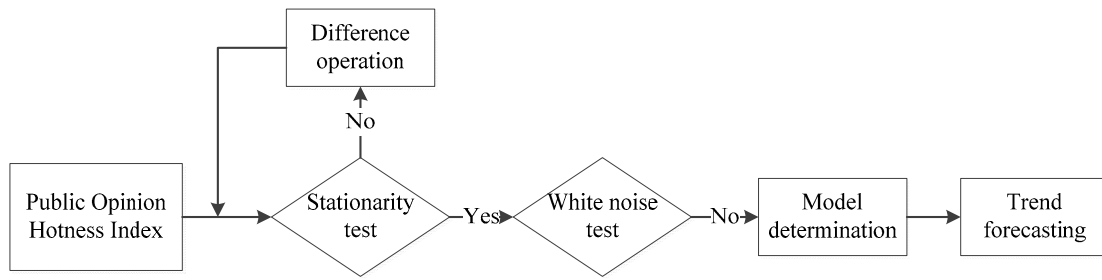 Difference
operation
No
Public Opinion
Hotness Index
Stationarity
test
Yes
White noise
test
No
Model
determination
Trend
forecasting